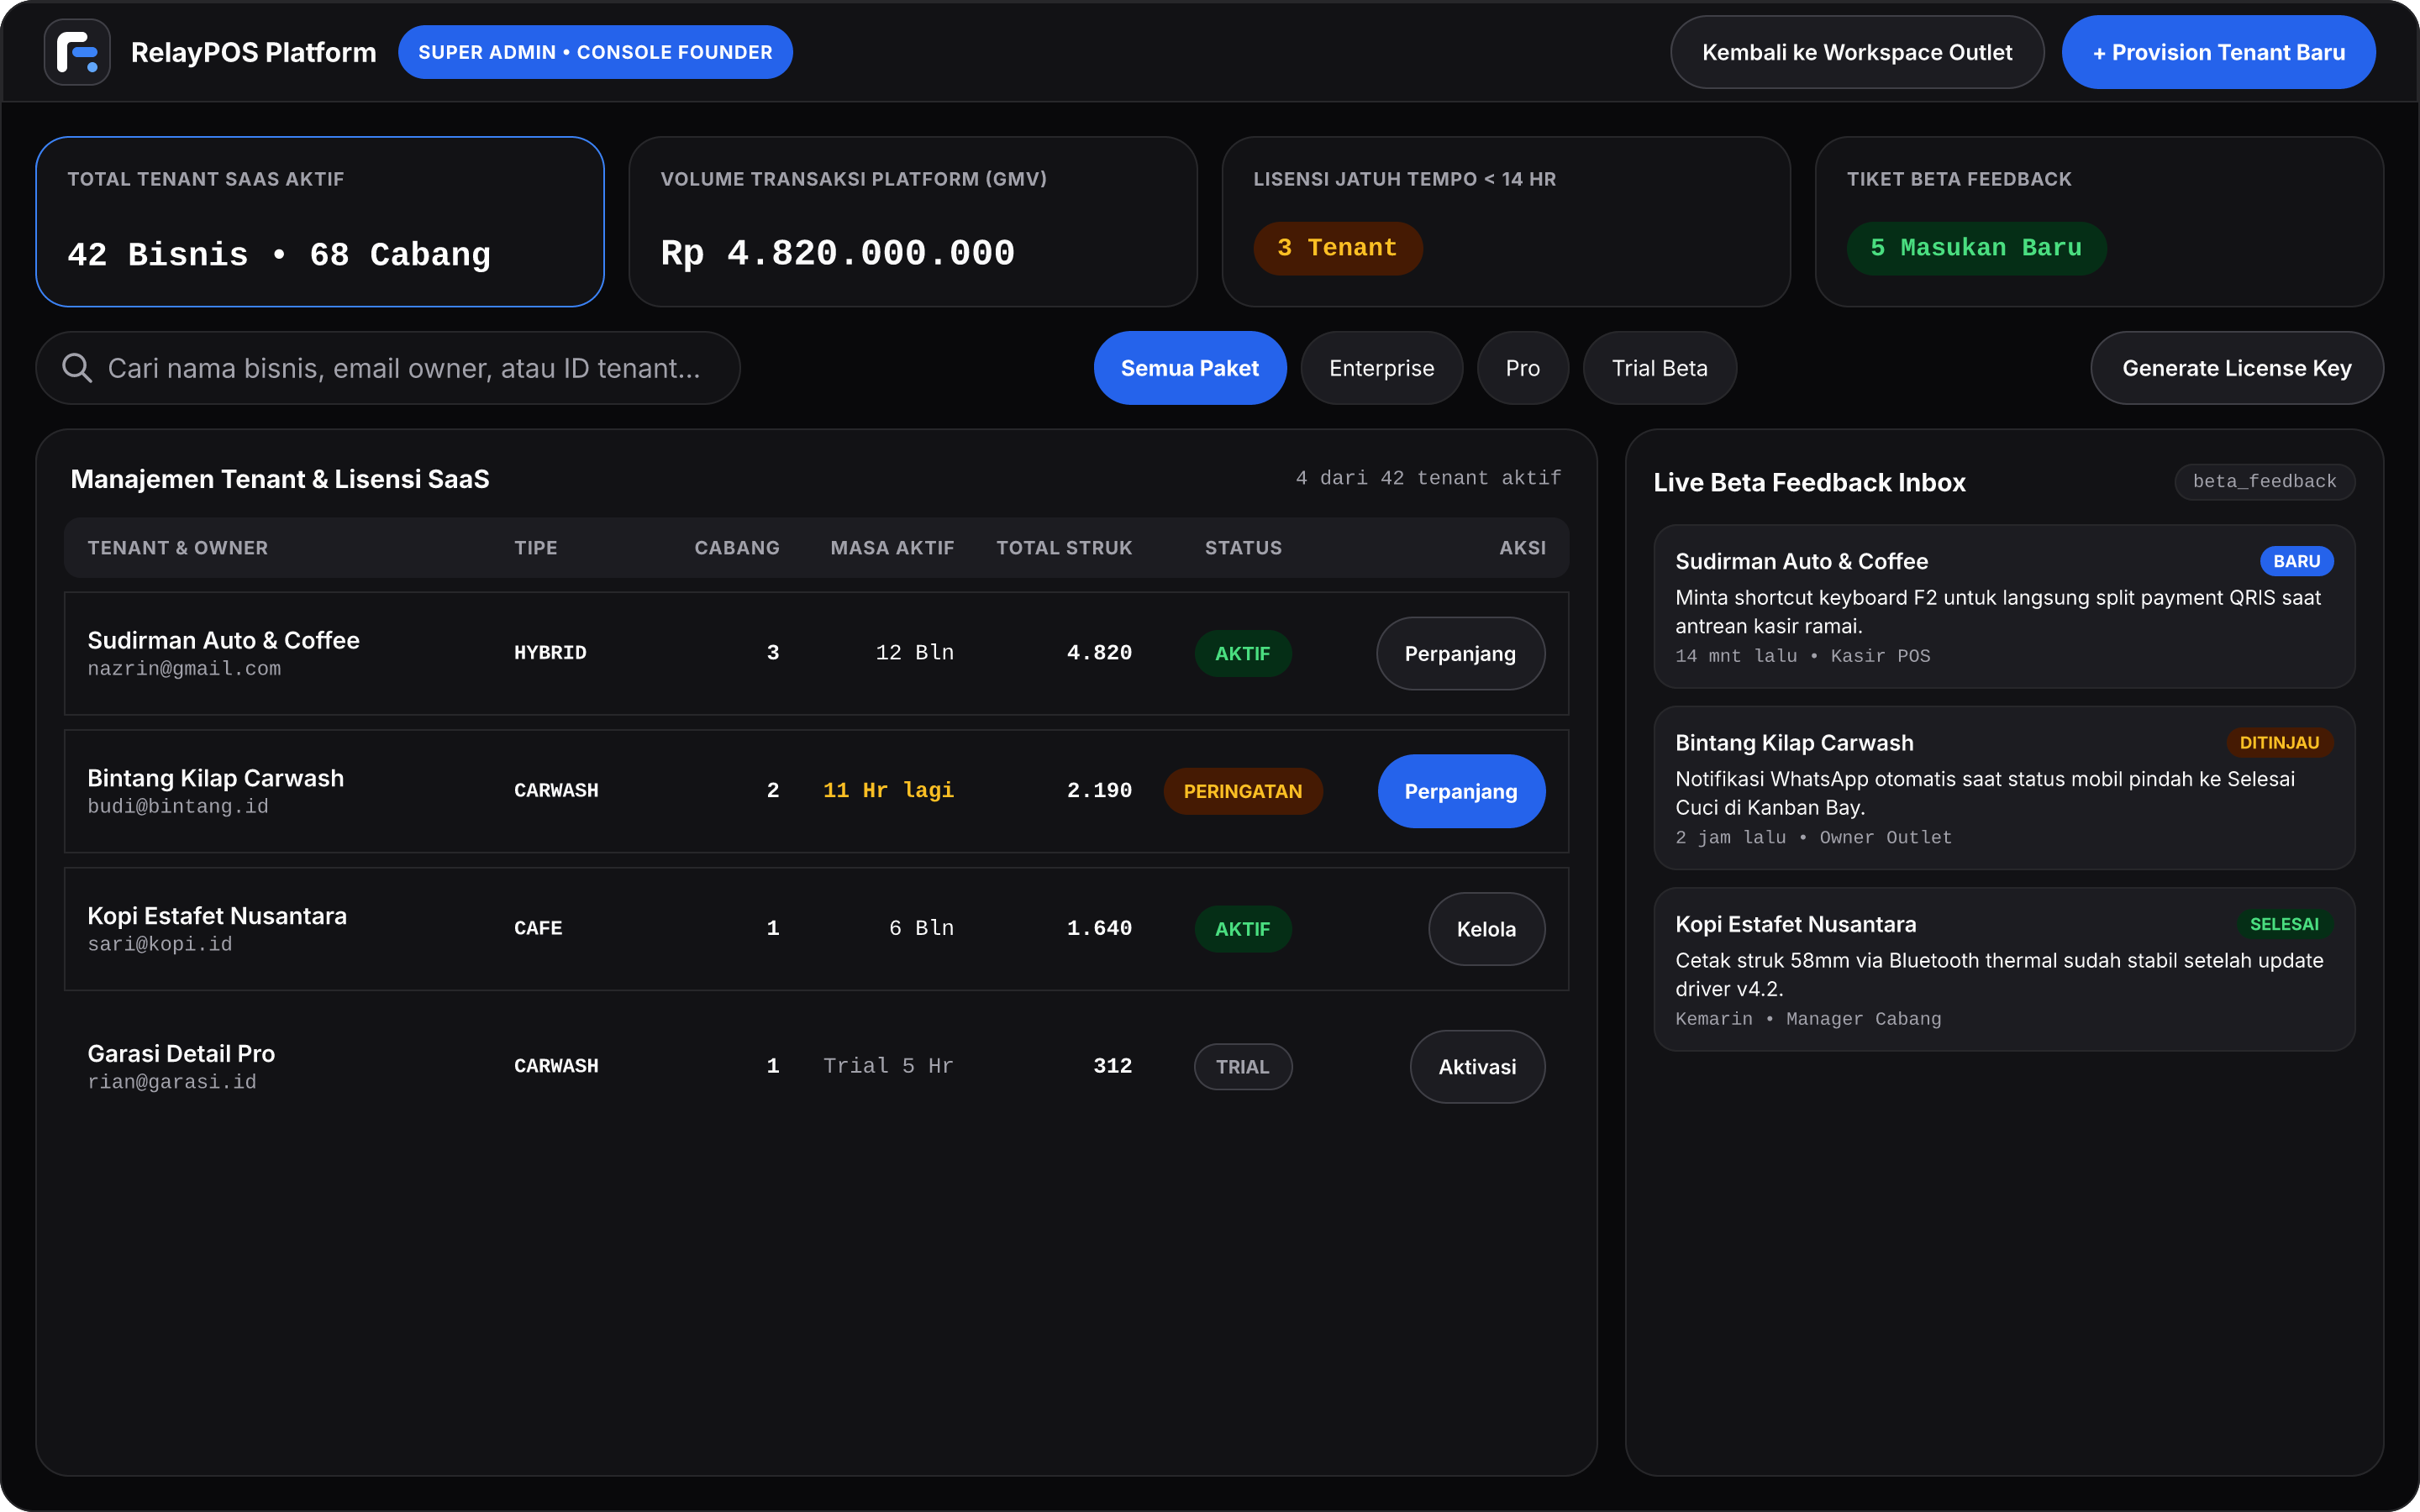 RelayPOS Platform
SUPER ADMIN • CONSOLE FOUNDER
Kembali ke Workspace Outlet
+ Provision Tenant Baru
TOTAL TENANT SAAS AKTIF
42 Bisnis • 68 Cabang
VOLUME TRANSAKSI PLATFORM (GMV)
Rp 4.820.000.000
LISENSI JATUH TEMPO < 14 HR
3 Tenant
TIKET BETA FEEDBACK
5 Masukan Baru
Cari nama bisnis, email owner, atau ID tenant...
Semua Paket
Enterprise
Pro
Trial Beta
Generate License Key
Manajemen Tenant & Lisensi SaaS
4 dari 42 tenant aktif
TENANT & OWNER TIPE CABANG MASA AKTIF TOTAL STRUK STATUS AKSI
Sudirman Auto & Coffee
nazrin@gmail.com
HYBRID 3 12 Bln 4.820 AKTIF Perpanjang
Bintang Kilap Carwash
budi@bintang.id
CARWASH 2 11 Hr lagi 2.190 PERINGATAN Perpanjang
Kopi Estafet Nusantara
sari@kopi.id
CAFE 1 6 Bln 1.640 AKTIF Kelola
Garasi Detail Pro
rian@garasi.id
CARWASH 1 Trial 5 Hr 312 TRIAL Aktivasi
Live Beta Feedback Inbox
beta_feedback
Sudirman Auto & Coffee
BARU
Minta shortcut keyboard F2 untuk langsung split payment QRIS saat
antrean kasir ramai.
14 mnt lalu • Kasir POS
Bintang Kilap Carwash
DITINJAU
Notifikasi WhatsApp otomatis saat status mobil pindah ke Selesai
Cuci di Kanban Bay.
2 jam lalu • Owner Outlet
Kopi Estafet Nusantara
SELESAI
Cetak struk 58mm via Bluetooth thermal sudah stabil setelah update
driver v4.2.
Kemarin • Manager Cabang